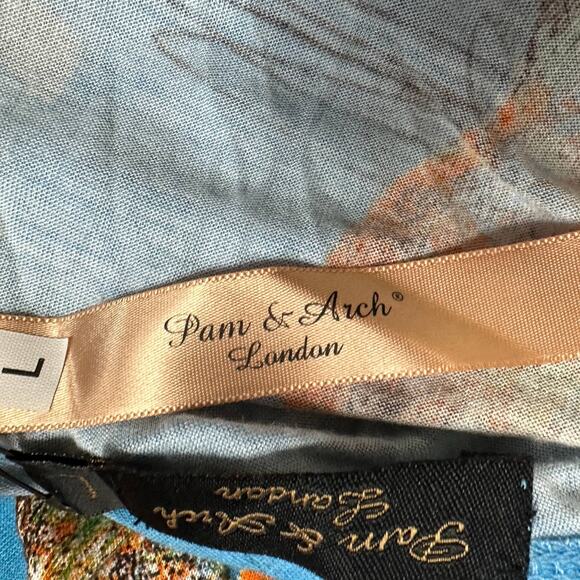 Pam & Arch®
London
L
Pam & Arch
London